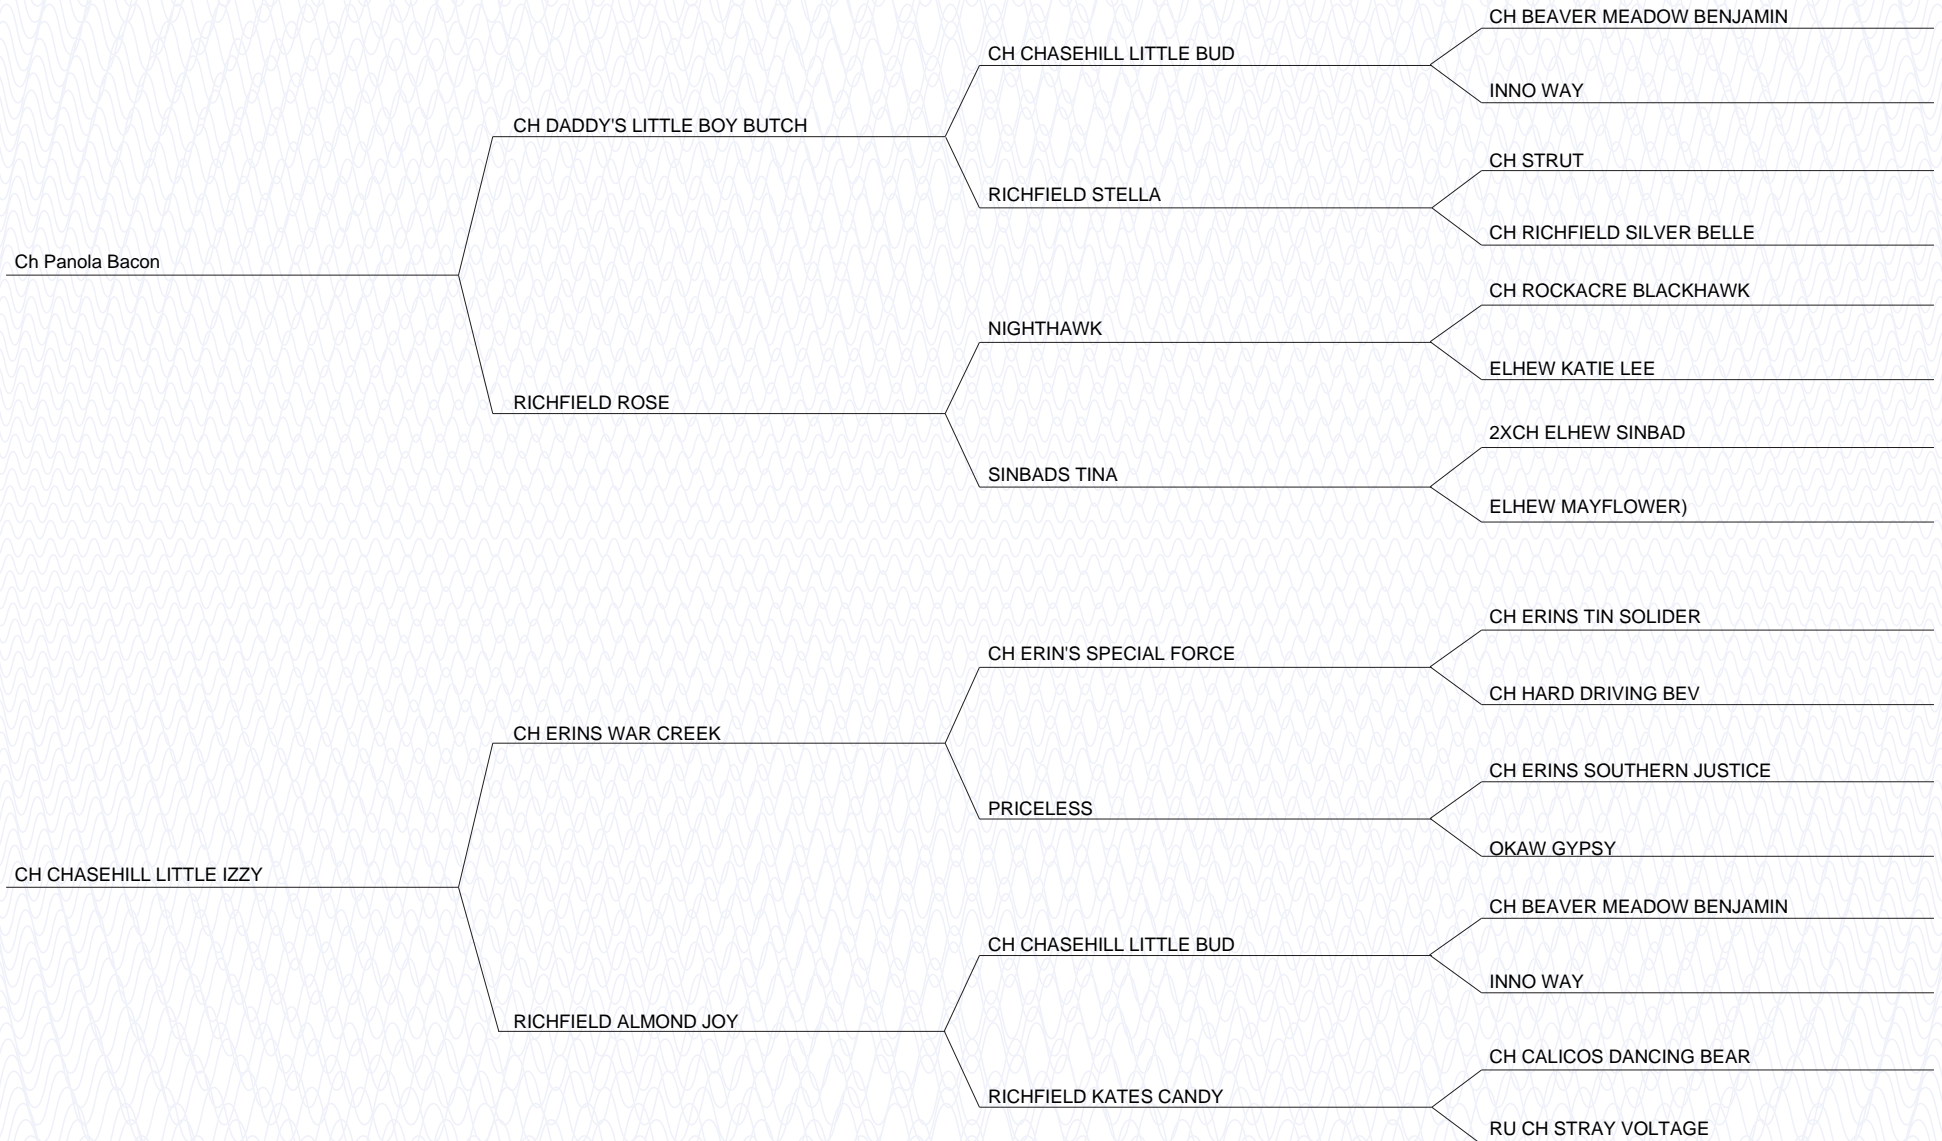 CH BEAVER MEADOW BENJAMIN
CH CHASEHILL LITTLE BUD
INNO WAY
CH DADDY'S LITTLE BOY BUTCH
CH STRUT
RICHFIELD STELLA
CH RICHFIELD SILVER BELLE
Ch Panola Bacon
CH ROCKACRE BLACKHAWK
NIGHTHAWK
ELHEW KATIE LEE
RICHFIELD ROSE
2XCH ELHEW SINBAD
SINBADS TINA
ELHEW MAYFLOWER)
CH ERINS TIN SOLIDER
CH ERIN'S SPECIAL FORCE
CH HARD DRIVING BEV
CH ERINS WAR CREEK
CH ERINS SOUTHERN JUSTICE
PRICELESS
OKAW GYPSY
CH CHASEHILL LITTLE IZZY
CH BEAVER MEADOW BENJAMIN
CH CHASEHILL LITTLE BUD
INNO WAY
RICHFIELD ALMOND JOY
CH CALICOS DANCING BEAR
RICHFIELD KATES CANDY
RU CH STRAY VOLTAGE